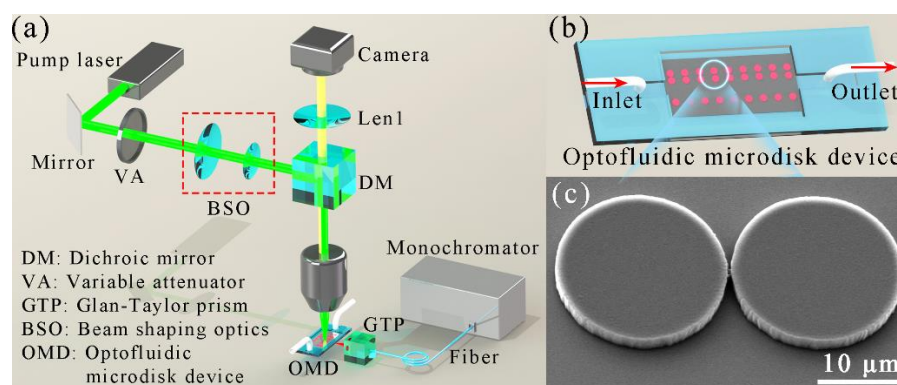 (a)
Pump laser
Camera
Len1
Mirror
VA
DM
BSO
Monochromator
DM: Dichroic mirror
VA: Variable attenuator
GTP: Glan-Taylor prism
BSO: Beam shaping optics
OMD: Optofluidic
microdisk device
GTP
OMD
Fiber
(b)
Inlet
Outlet
Optofluidic microdisk device
(c)
10 μm